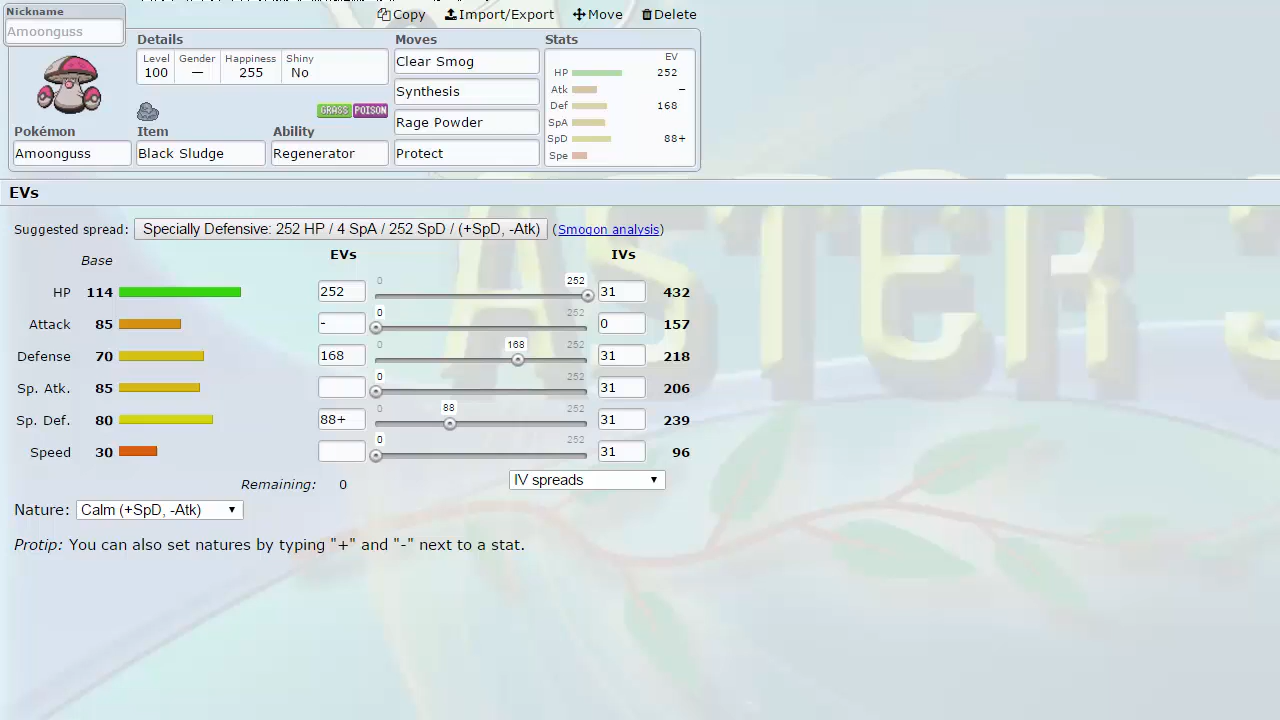 Nickname
Amoonguss
Copy Import/Export Move Delete
Details
Level Gender Happiness Shiny
100 — 255 No
GRASS POISON
Pokémon Item Ability
Amoonguss Black Sludge Regenerator
Moves
Clear Smog
Synthesis
Rage Powder
Protect
Stats
EV
HP 252
Atk –
Def 168
SpA
SpD 88+
Spe
EVs
Suggested spread: Specially Defensive: 252 HP / 4 SpA / 252 SpD / (+SpD, -Atk) (Smogon analysis)
Base EVs IVs
HP 114 252 0 252 252 31 432
Attack 85 - 0 252 0 157
Defense 70 168 0 168 252 31 218
Sp. Atk. 85 0 252 31 206
Sp. Def. 80 88+ 0 88 252 31 239
Speed 30 0 252 31 96
Remaining: 0 IV spreads
Nature: Calm (+SpD, -Atk)
Protip: You can also set natures by typing "+" and "-" next to a stat.
ASTER